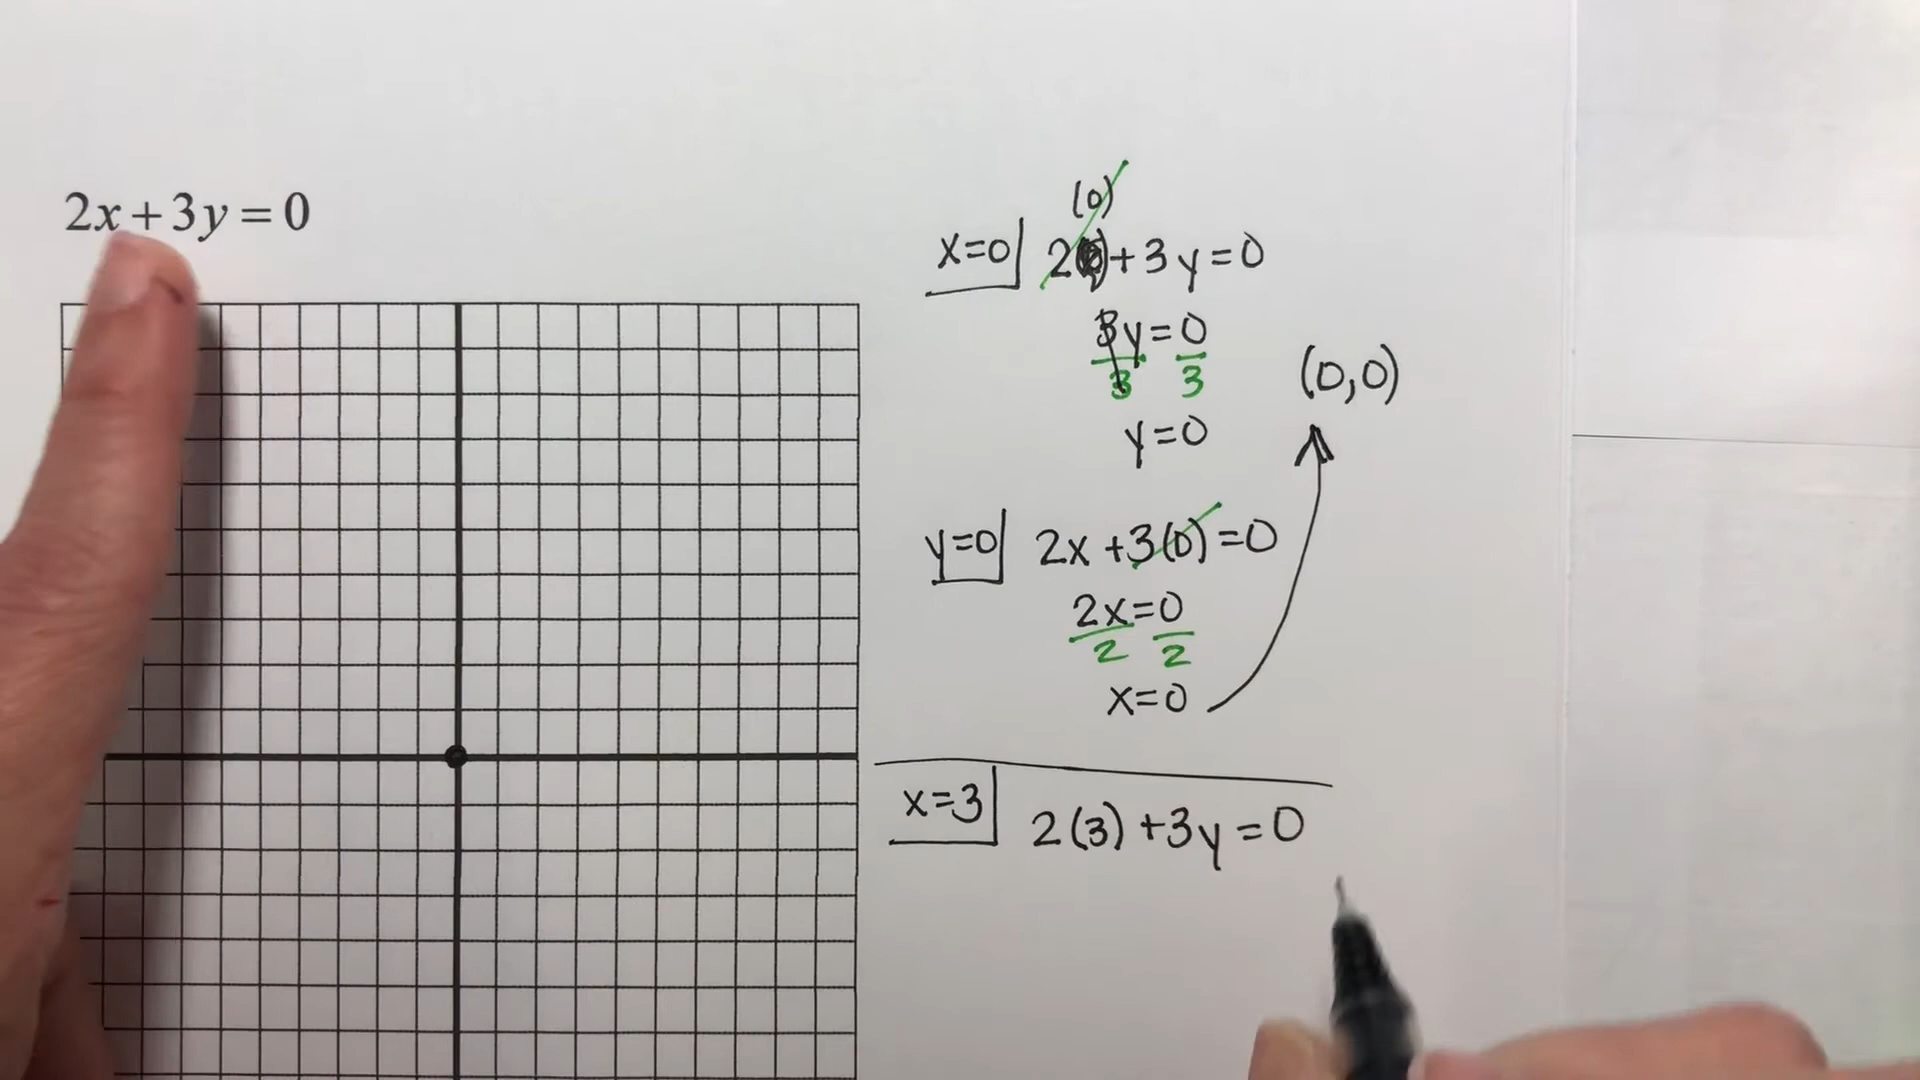 2x+3y=0
(0)
x=0 2 +3y=0
3y=0
3 3
y=0
(0,0)
y=0 2x+3(0)=0
2x=0
2 2
x=0
x=3 2(3)+3y=0